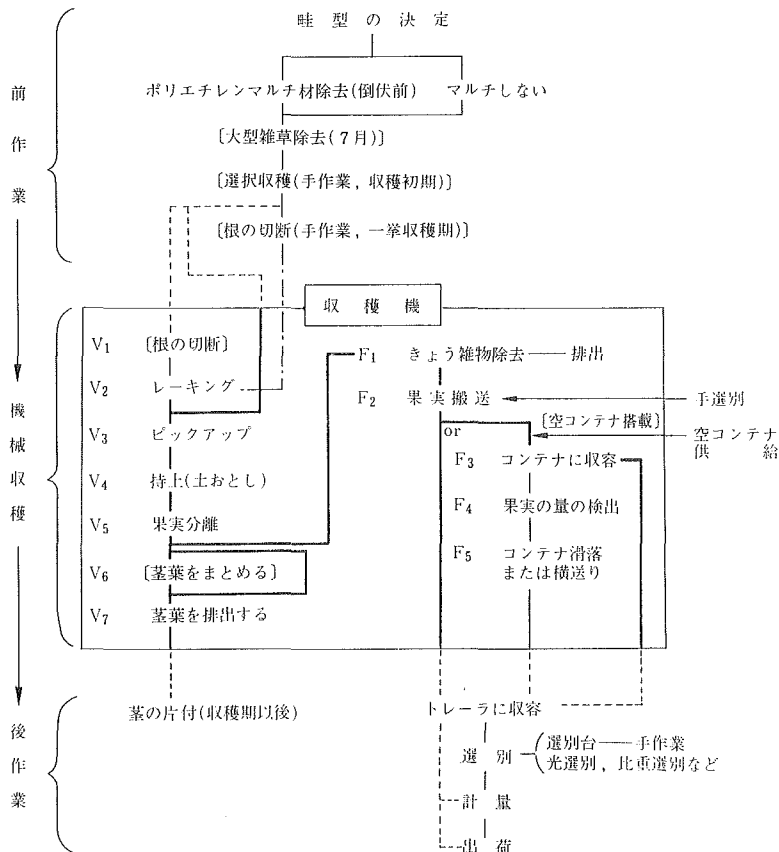 畦型の決定
ポリエチレンマルチ材除去(倒伏前) マルチしない
〔大型雑草除去(7月)〕
〔選択収穫(手作業,収穫初期)〕
〔根の切断(手作業,一挙収穫期)〕
前作業
機械収穫
後作業
収穫機
V1 〔根の切断〕
V2 レーキング
V3 ピックアップ
V4 持上(土おとし)
V5 果実分離
V6 〔茎葉をまとめる〕
V7 茎葉を排出する
F1 きょう雑物除去 排出
F2 果実搬送
手選別
or
〔空コンテナ搭載〕
空コンテナ
供給
F3 コンテナに収容
F4 果実の量の検出
F5 コンテナ滑落
または横送り
茎の片付(収穫期以後)
トレーラに収容
選別
選別台――手作業
光選別,比重選別など
計量
出荷